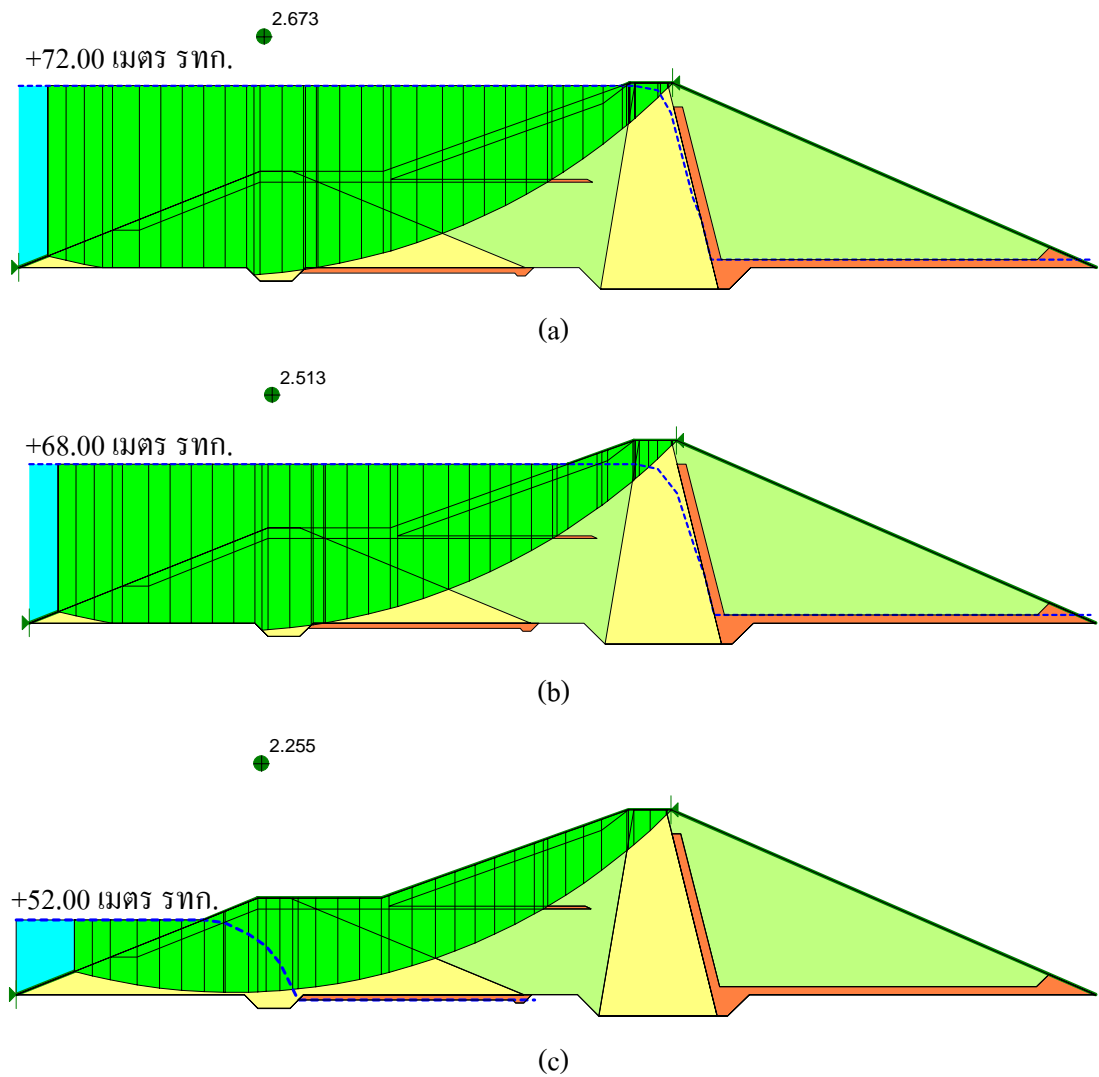 2.673
+72.00 เมตร รทก.
(a)
2.513
+68.00 เมตร รทก.
(b)
2.255
+52.00 เมตร รทก.
(c)